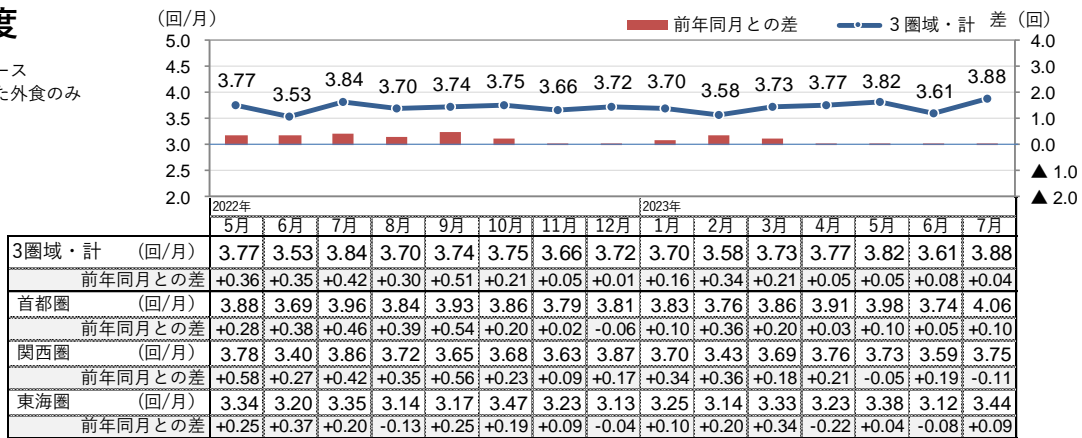 度
ース
た外食のみ
(回/月) 前年同月との差 3圏域・計 差(回)
5.0 4.0
4.5 3.0
4.0 2.0
3.5 1.0
3.0 0.0
2.5 ▲ 1.0
2.0 ▲ 2.0
3.77 3.53 3.84 3.70 3.74 3.75 3.66 3.72 3.70 3.58 3.73 3.77 3.82 3.61 3.88
2022年 2023年
5月 6月 7月 8月 9月 10月 11月 12月 1月 2月 3月 4月 5月 6月 7月
3圏域・計 (回/月) 3.77 3.53 3.84 3.70 3.74 3.75 3.66 3.72 3.70 3.58 3.73 3.77 3.82 3.61 3.88
前年同月との差 +0.36 +0.35 +0.42 +0.30 +0.51 +0.21 +0.05 +0.01 +0.16 +0.34 +0.21 +0.05 +0.05 +0.08 +0.04
首都圏 (回/月) 3.88 3.69 3.96 3.84 3.93 3.86 3.79 3.81 3.83 3.76 3.86 3.91 3.98 3.74 4.06
前年同月との差 +0.28 +0.38 +0.46 +0.39 +0.54 +0.20 +0.02 -0.06 +0.10 +0.36 +0.20 +0.03 +0.10 +0.05 +0.10
関西圏 (回/月) 3.78 3.40 3.86 3.72 3.65 3.68 3.63 3.87 3.70 3.43 3.69 3.76 3.73 3.59 3.75
前年同月との差 +0.58 +0.27 +0.42 +0.35 +0.56 +0.23 +0.09 +0.17 +0.34 +0.36 +0.18 +0.21 -0.05 +0.19 -0.11
東海圏 (回/月) 3.34 3.20 3.35 3.14 3.17 3.47 3.23 3.13 3.25 3.14 3.33 3.23 3.38 3.12 3.44
前年同月との差 +0.25 +0.37 +0.20 -0.13 +0.25 +0.19 +0.09 -0.04 +0.10 +0.20 +0.34 -0.22 +0.04 -0.08 +0.09